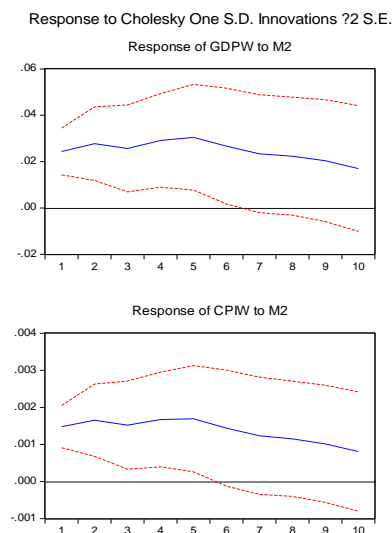 Response to Cholesky One S.D. Innovations ?2 S.E.
Response of GDPW to M2
.06
.04
.02
.00
-.02
1 2 3 4 5 6 7 8 9 10
Response of CPIW to M2
.004
.003
.002
.001
.000
-.001
1 2 3 4 5 6 7 8 9 10